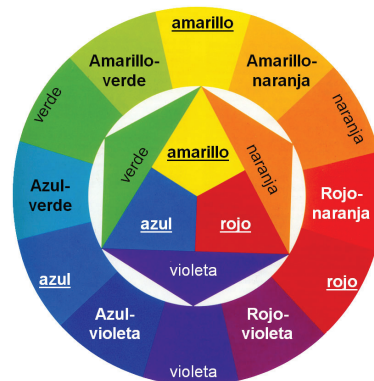 amarillo
Amarillo-
verde
Amarillo-
naranja
verde
naranja
amarillo
verde
naranja
Azul-
verde
Rojo-
naranja
azul
rojo
azul
rojo
violeta
Azul-
violeta
Rojo-
violeta
violeta